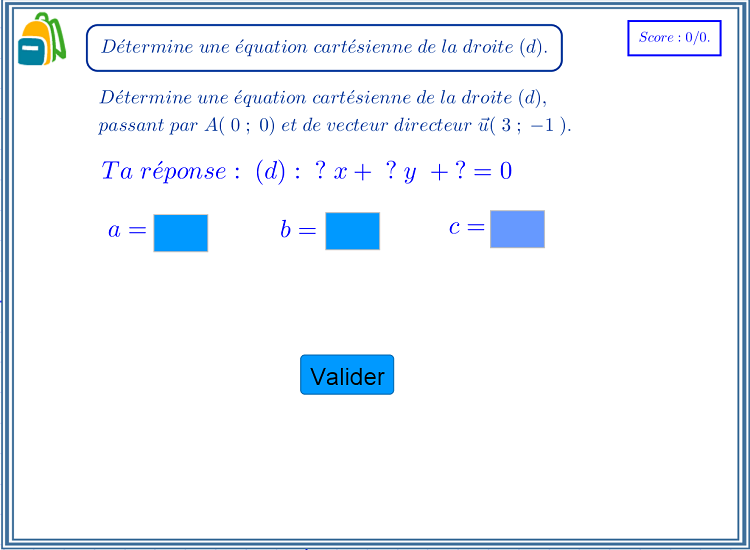 Détermine une équation cartésienne de la droite (d).
Score : 0/0.
Détermine une équation cartésienne de la droite (d),
passant par A( 0 ; 0) et de vecteur directeur u⃗( 3 ; −1 ).
Ta réponse : (d) : ? x + ? y + ? = 0
a = b = c =
Valider